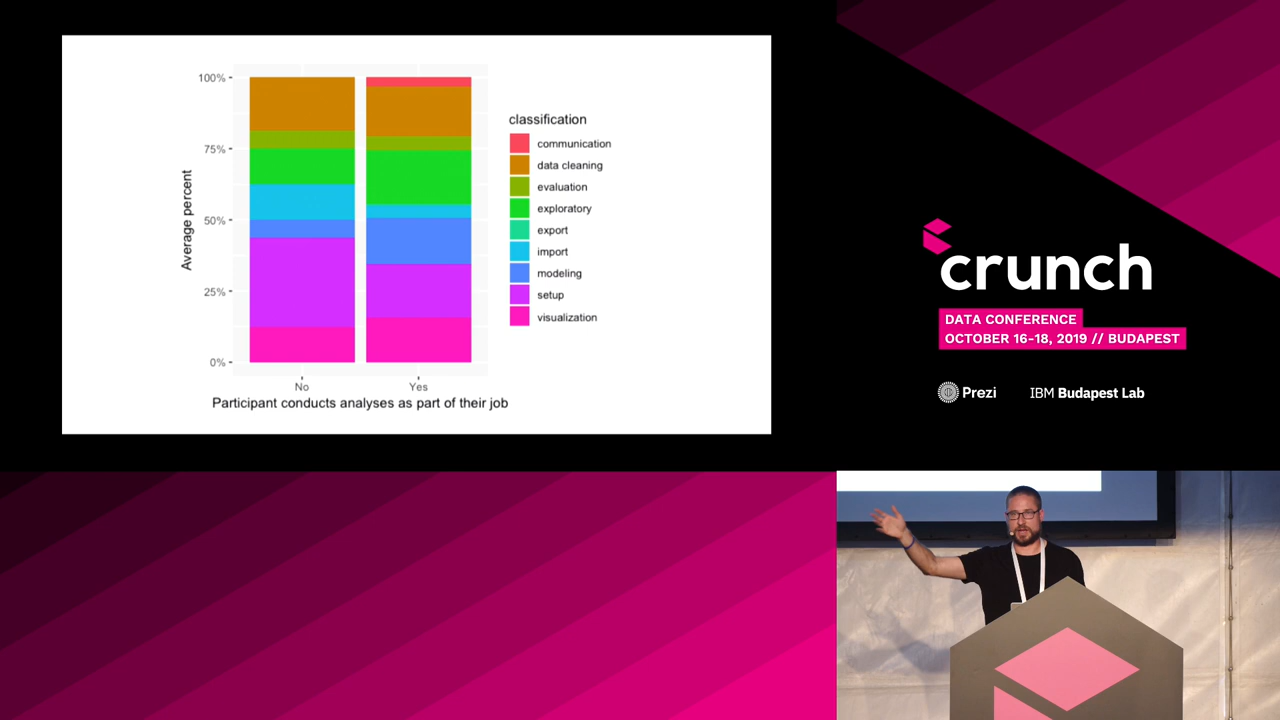 100%
75%
50%
25%
0%
Average percent
No
Yes
Participant conducts analyses as part of their job
classification
communication
data cleaning
evaluation
exploratory
export
import
modeling
setup
visualization
crunch
DATA CONFERENCE
OCTOBER 16-18, 2019 // BUDAPEST
Prezi
IBM Budapest Lab